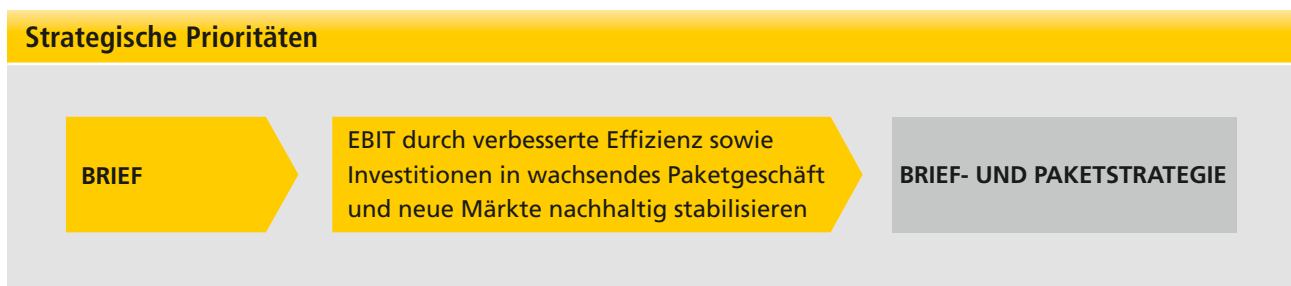 Strategische Prioritäten
BRIEF
EBIT durch verbesserte Effizienz sowie
Investitionen in wachsendes Paketgeschäft
und neue Märkte nachhaltig stabilisieren
BRIEF- UND PAKETSTRATEGIE